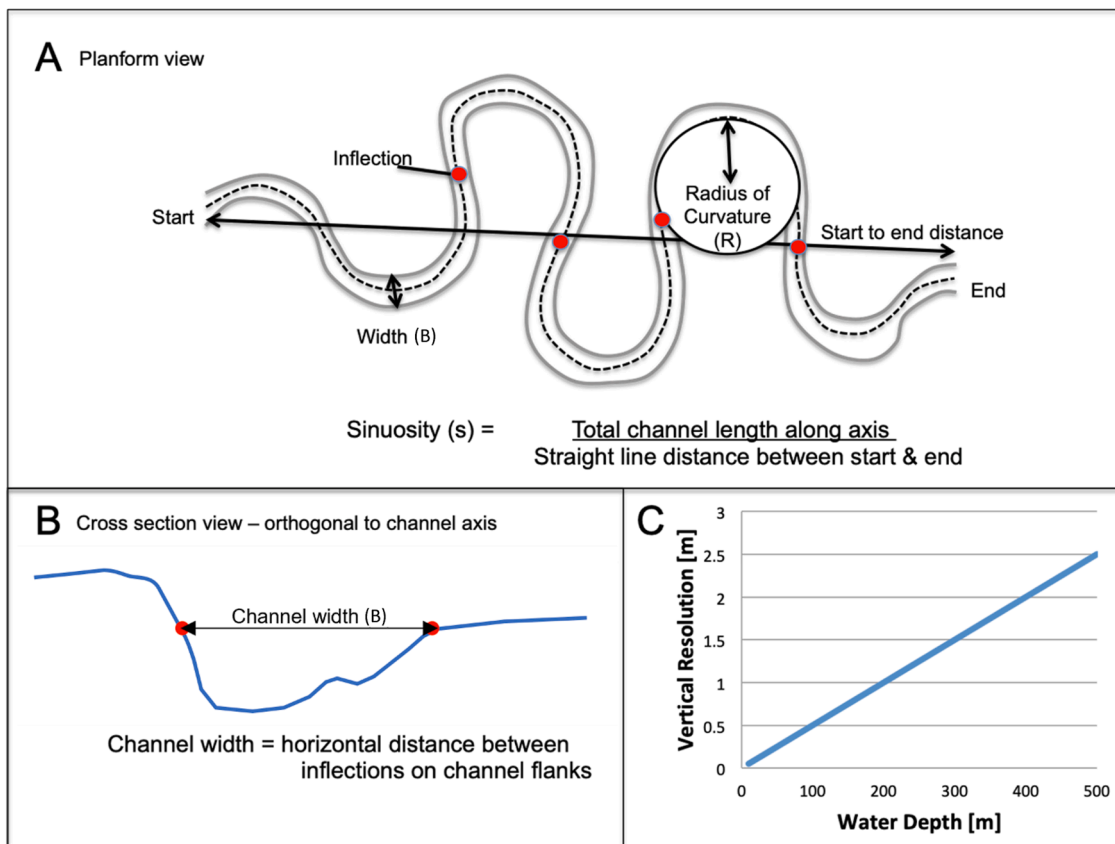 A Planform view
Inflection
Start
Radius of
Curvature
(R)
Start to end distance
End
Width (B)
Sinuosity (s) = Total channel length along axis
Straight line distance between start & end
B Cross section view – orthogonal to channel axis
Channel width (B)
Channel width = horizontal distance between
inflections on channel flanks
C
Vertical Resolution [m]
3
2.5
2
1.5
1
0.5
0
0 100 200 300 400 500
Water Depth [m]